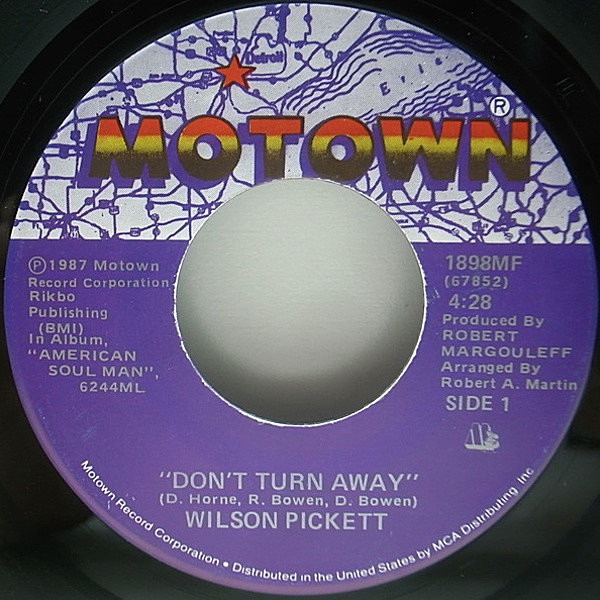 Detroit
Erie
MOTOWN®
℗1987 Motown
Record Corporation
Rikbo
Publishing
(BMI)
In Album,
"AMERICAN
SOUL MAN",
6244ML
1898MF
(67852)
4:28
Produced By
ROBERT
MARGOULEFF
Arranged By
Robert A. Martin
SIDE 1
"DON'T TURN AWAY"
(D. Horne, R. Bowen, D. Bowen)
WILSON PICKETT
Motown Record Corporation • Distributed in the United States by MCA Distributing Inc